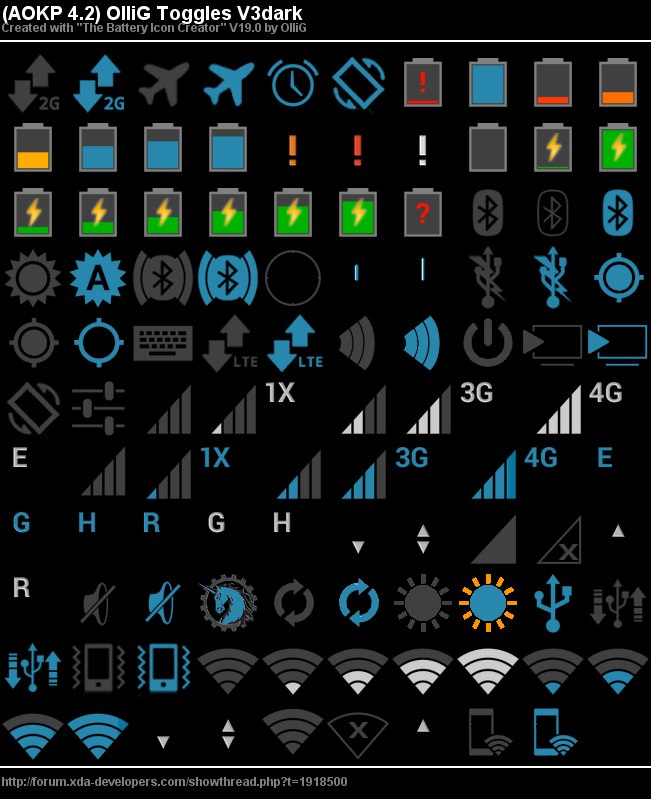 (AOKP 4.2) OlliG Toggles V3dark
Created with "The Battery Icon Creator" V19.0 by OlliG
2G 2G !
! ! !
?
A
LTE LTE
1X 3G 4G
E 1X 3G 4G E
G H R G H X
R
X
http://forum.xda-developers.com/showthread.php?t=1918500